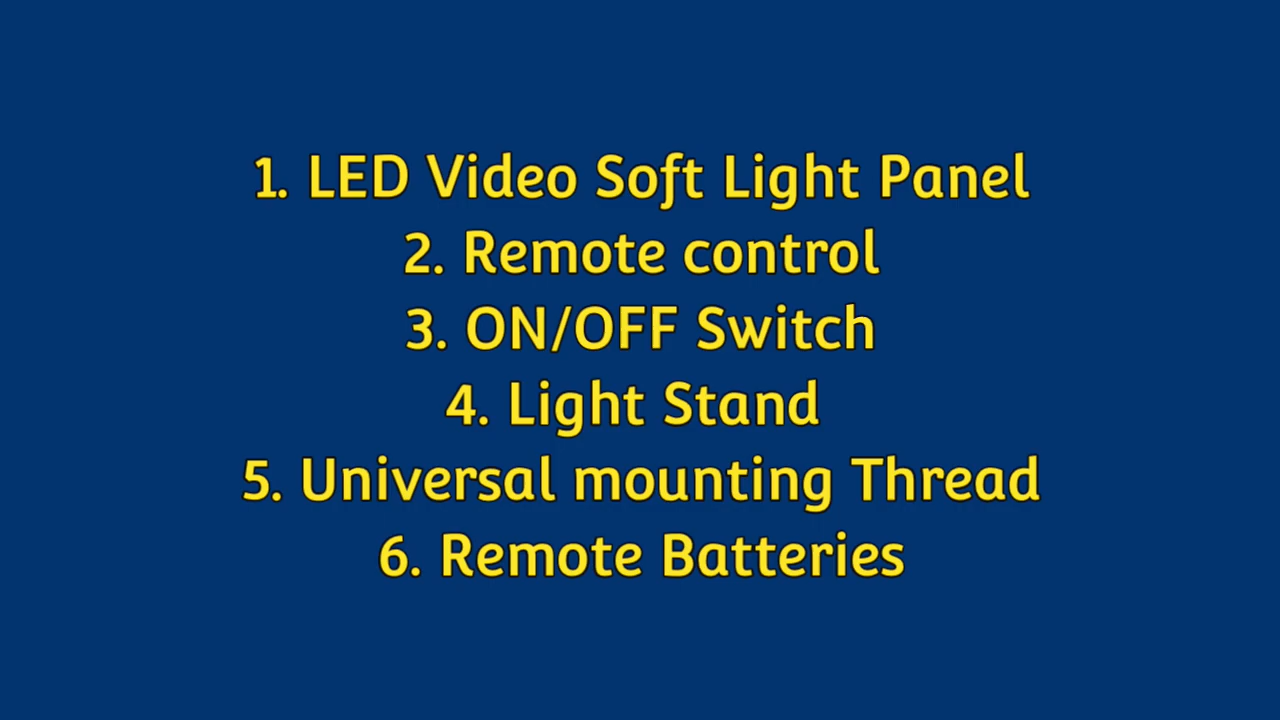 1. LED Video Soft Light Panel
2. Remote control
3. ON/OFF Switch
4. Light Stand
5. Universal mounting Thread
6. Remote Batteries